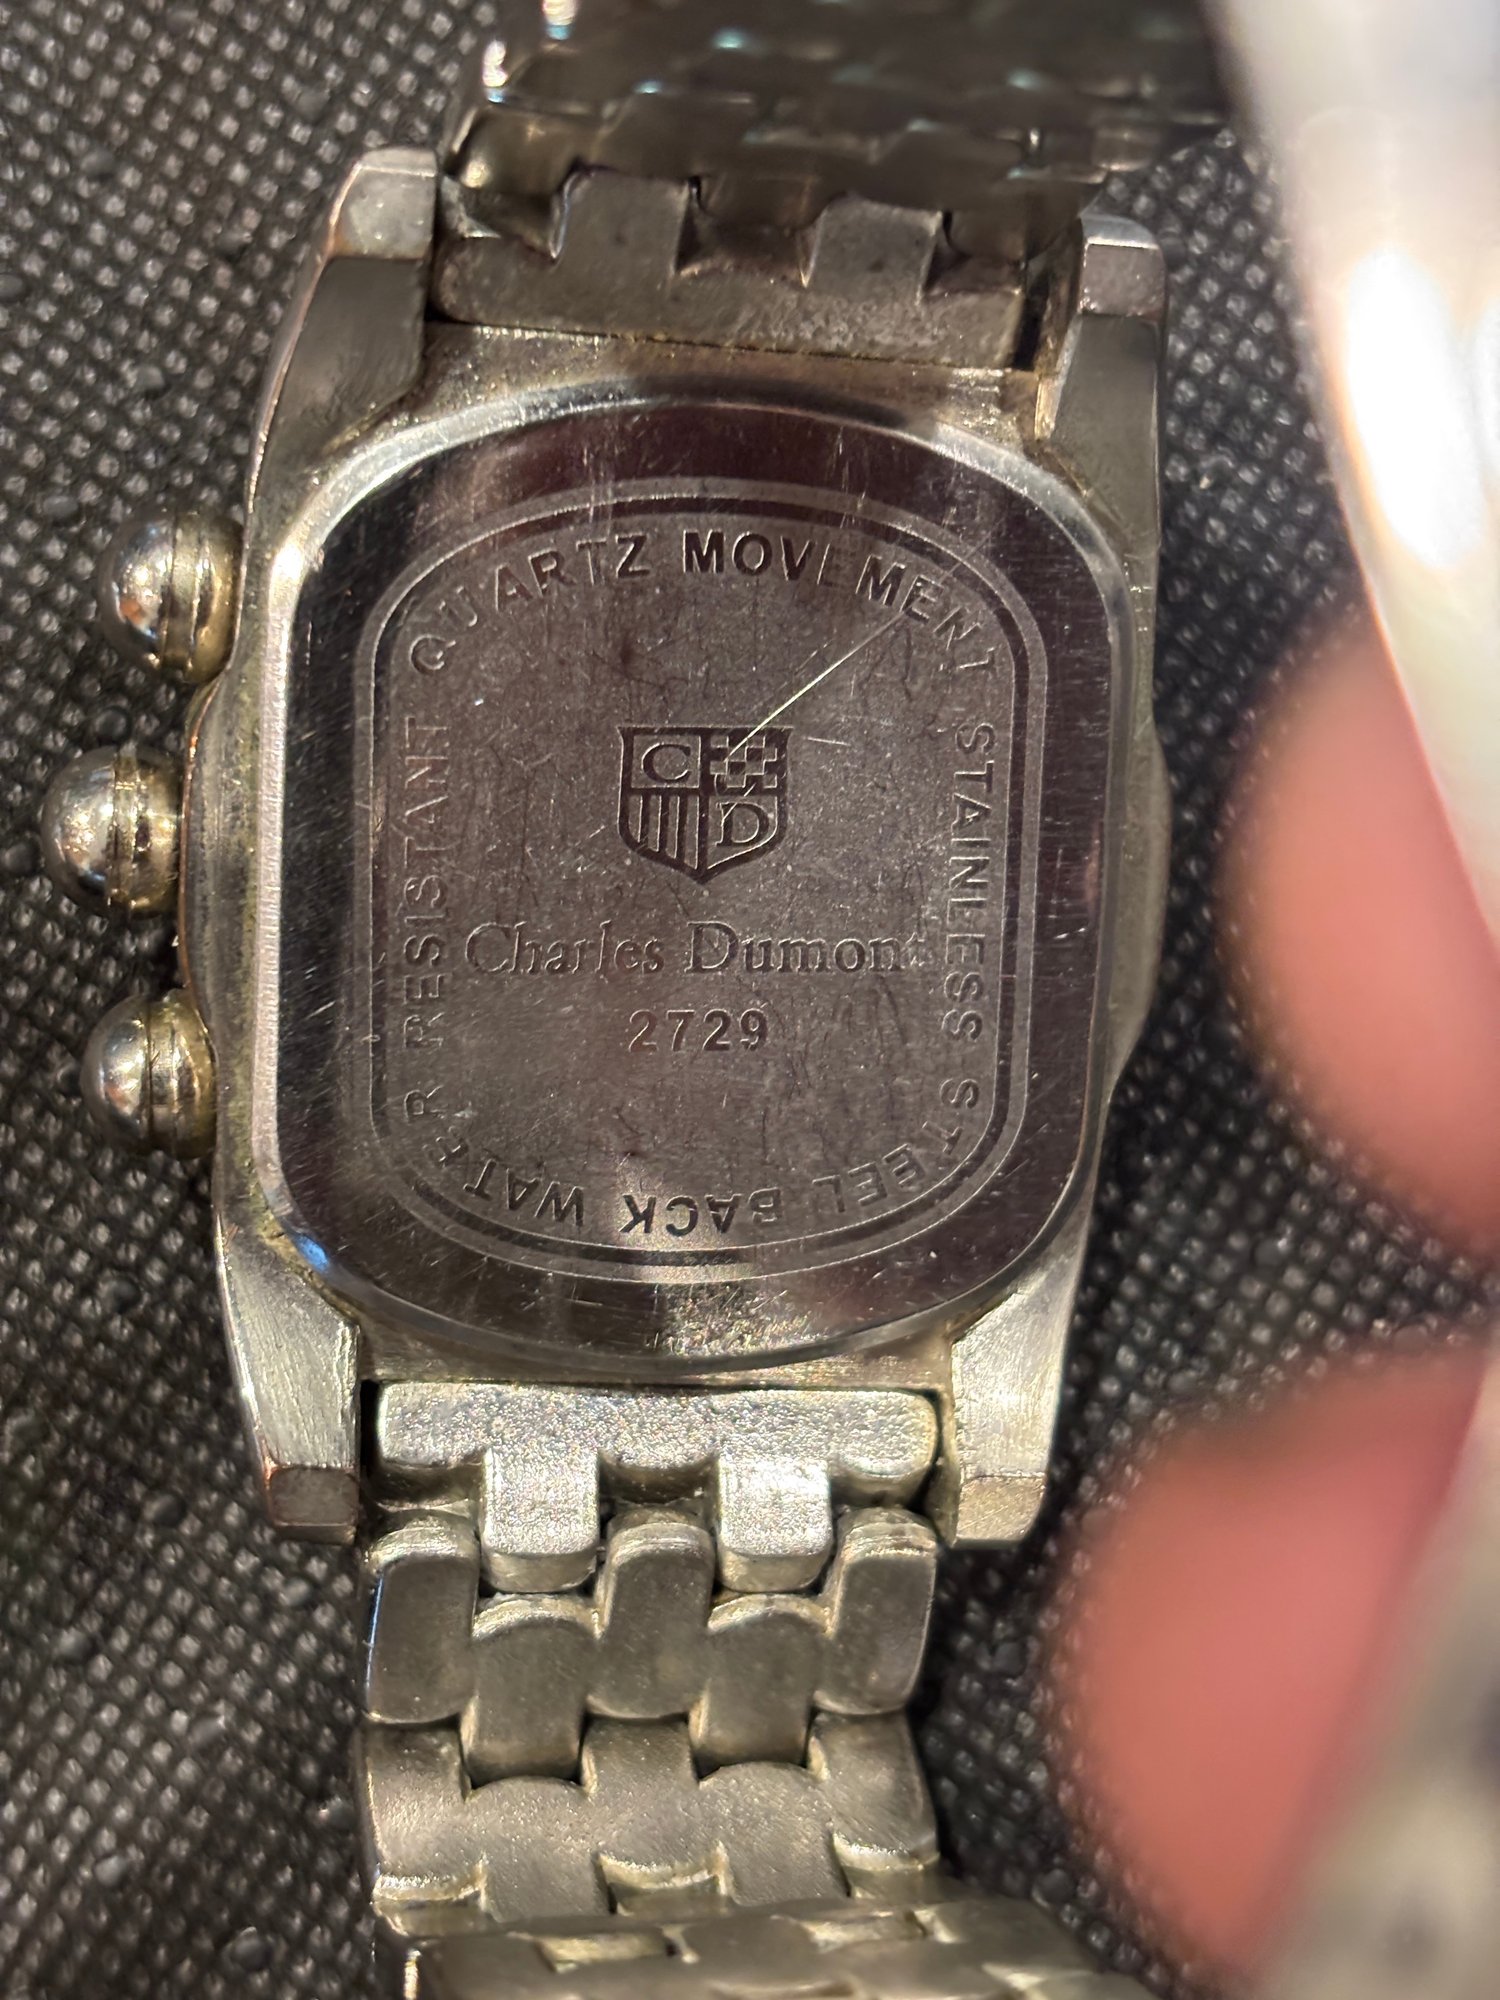 QUARTZ MOVEMENT STAINLESS STEEL BACK WATER RESISTANT
C
D
Charles Dumont
2729